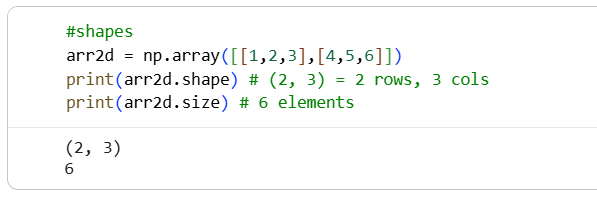 #shapes
arr2d = np.array([[1,2,3],[4,5,6]])
print(arr2d.shape) # (2, 3) = 2 rows, 3 cols
print(arr2d.size) # 6 elements
(2, 3)
6